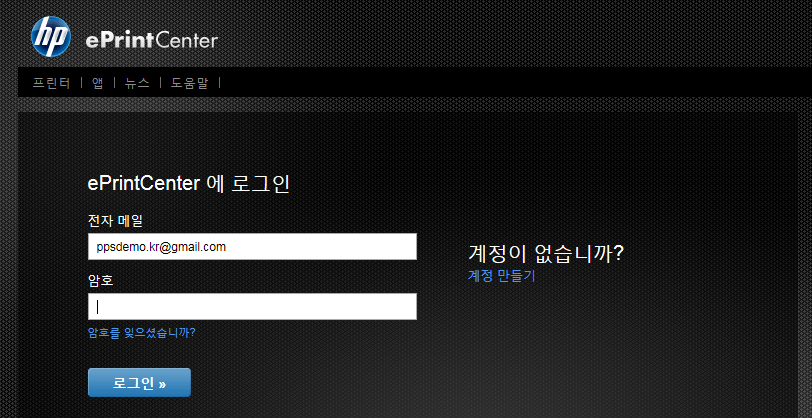 hp ePrintCenter
프린터 | 앱 | 뉴스 | 도움말 |
ePrintCenter 에 로그인
전자 메일
ppsdemo.kr@gmail.com
암호
암호를 잊으셨습니까?
로그인 »
계정이 없습니까?
계정 만들기